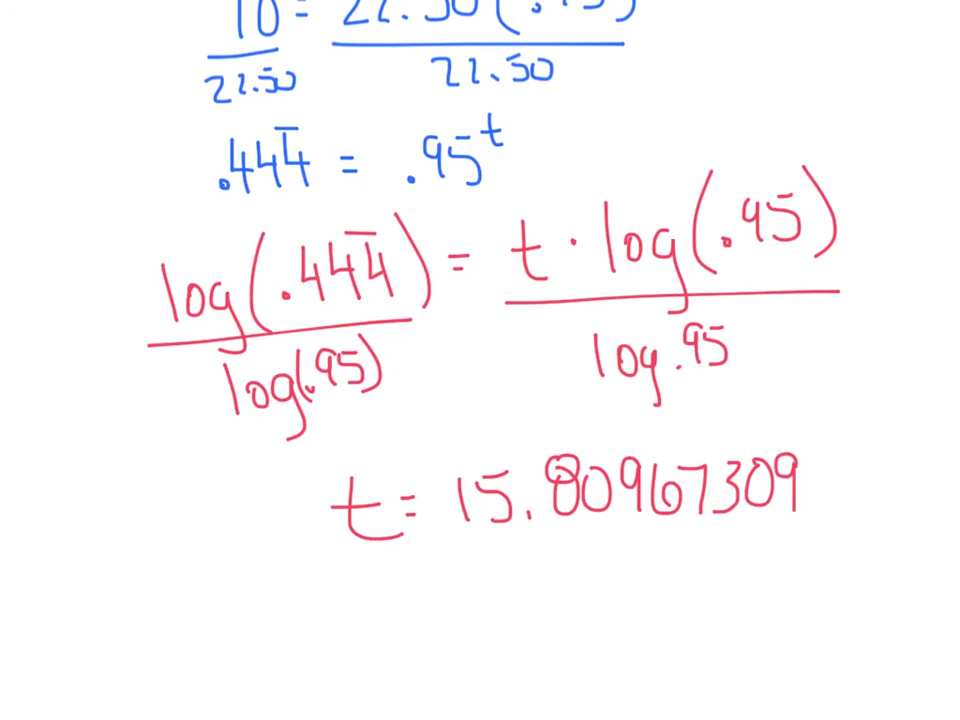 10 = 22.50(.95)
22.50 22.50
.444̅ = .95ᵗ
log(.444̅) = t · log(.95)
log(.95) log .95
t = 15.80967309